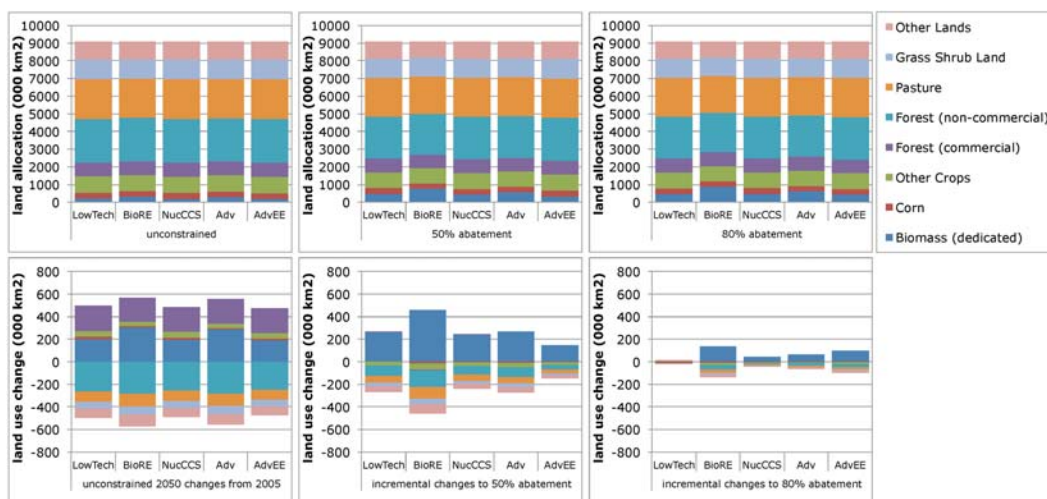 land allocation (000 km2)
10000
9000
8000
7000
6000
5000
4000
3000
2000
1000
0
LowTech BioRE NucCCS Adv AdvEE
unconstrained
land allocation (000 km2)
10000
9000
8000
7000
6000
5000
4000
3000
2000
1000
0
LowTech BioRE NucCCS Adv AdvEE
50% abatement
land allocation (000 km2)
10000
9000
8000
7000
6000
5000
4000
3000
2000
1000
0
LowTech BioRE NucCCS Adv AdvEE
80% abatement
Other Lands
Grass Shrub Land
Pasture
Forest (non-commercial)
Forest (commercial)
Other Crops
Corn
Biomass (dedicated)
land use change (000 km2)
800
600
400
200
0
-200
-400
-600
-800
LowTech BioRE NucCCS Adv AdvEE
unconstrained 2050 changes from 2005
land use change (000 km2)
800
600
400
200
0
-200
-400
-600
-800
LowTech BioRE NucCCS Adv AdvEE
incremental changes to 50% abatement
land use change (000 km2)
800
600
400
200
0
-200
-400
-600
-800
LowTech BioRE NucCCS Adv AdvEE
incremental changes to 80% abatement